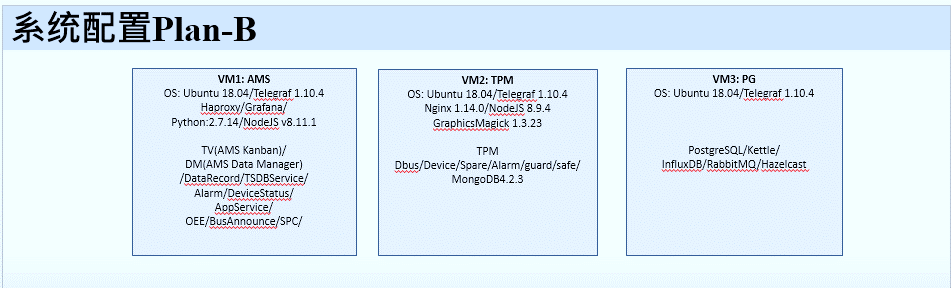 系统配置Plan-B
VM1: AMS
OS: Ubuntu 18.04/Telegraf 1.10.4
Haproxy/Grafana/
Python:2.7.14/NodeJS v8.11.1
TV(AMS Kanban)/
DM(AMS Data Manager)
/DataRecord/TSDBService/
Alarm/DeviceStatus/
AppService/
OEE/BusAnnounce/SPC/
VM2: TPM
OS: Ubuntu 18.04/Telegraf 1.10.4
Nginx 1.14.0/NodeJS 8.9.4
GraphicsMagick 1.3.23
TPM
Dbus/Device/Spare/Alarm/guard/safe/
MongoDB4.2.3
VM3: PG
OS: Ubuntu 18.04/Telegraf 1.10.4
PostgreSQL/Kettle/
InfluxDB/RabbitMQ/Hazelcast